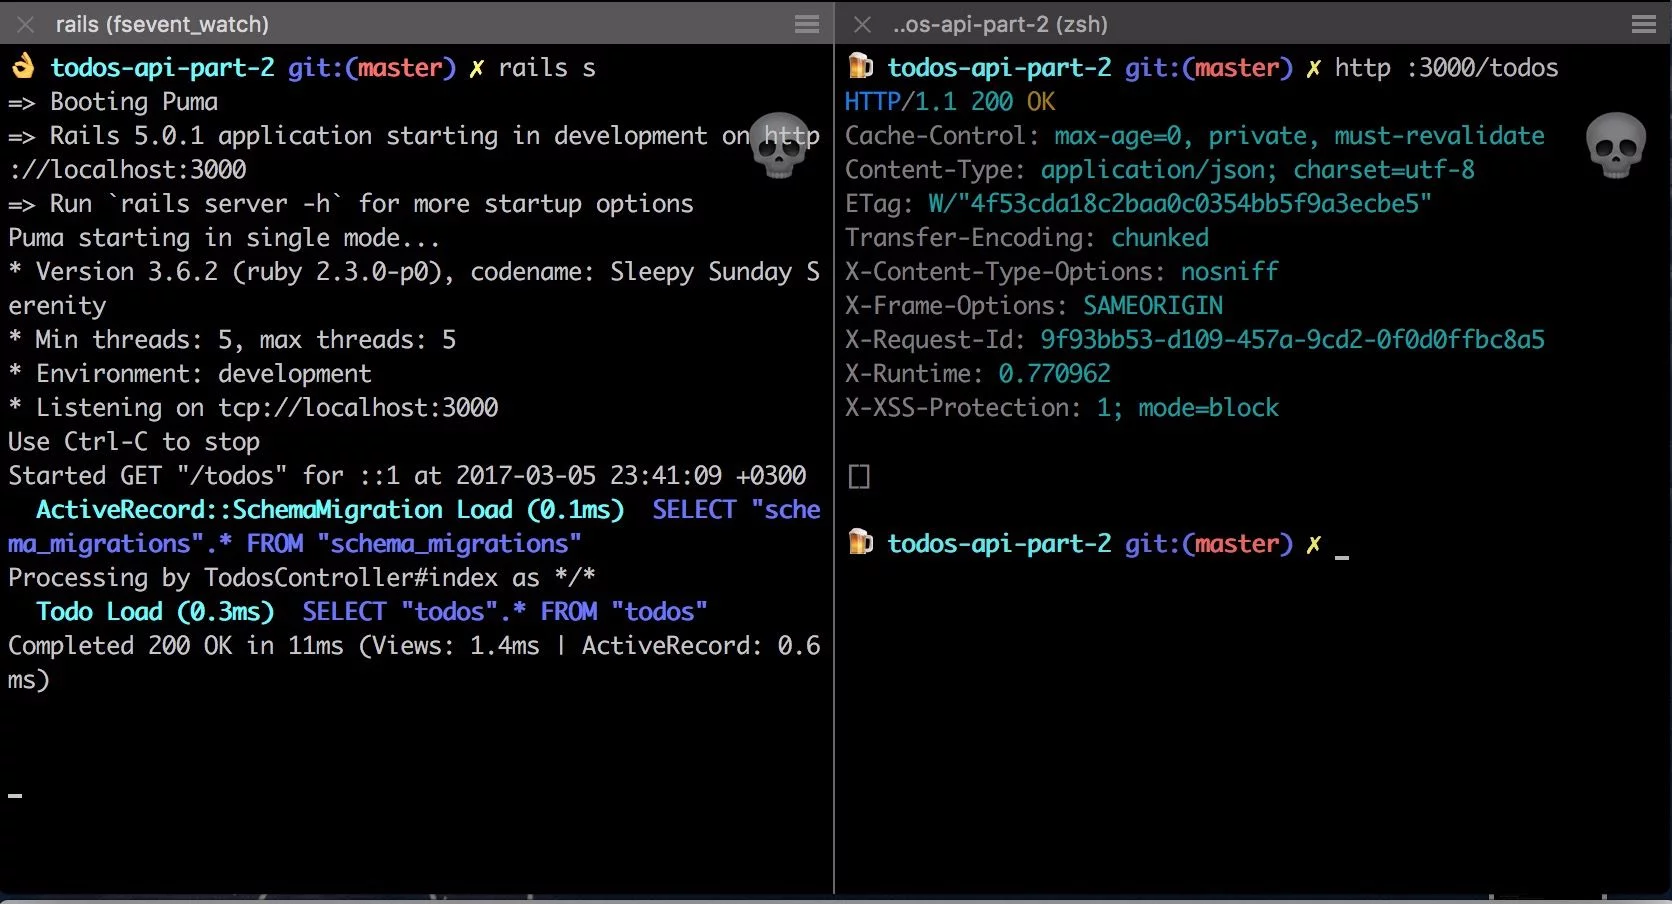 rails (fsevent_watch)
👌 todos-api-part-2 git:(master) ✗ rails s
=> Booting Puma
=> Rails 5.0.1 application starting in development on http
://localhost:3000
=> Run `rails server -h` for more startup options
Puma starting in single mode...
* Version 3.6.2 (ruby 2.3.0-p0), codename: Sleepy Sunday S
erenity
* Min threads: 5, max threads: 5
* Environment: development
* Listening on tcp://localhost:3000
Use Ctrl-C to stop
Started GET "/todos" for ::1 at 2017-03-05 23:41:09 +0300
ActiveRecord::SchemaMigration Load (0.1ms)  SELECT "sche
ma_migrations".* FROM "schema_migrations"
Processing by TodosController#index as */*
Todo Load (0.3ms)  SELECT "todos".* FROM "todos"
Completed 200 OK in 11ms (Views: 1.4ms | ActiveRecord: 0.6
ms)
..os-api-part-2 (zsh)
🍺 todos-api-part-2 git:(master) ✗ http :3000/todos
HTTP/1.1 200 OK
Cache-Control: max-age=0, private, must-revalidate
Content-Type: application/json; charset=utf-8
ETag: W/"4f53cda18c2baa0c0354bb5f9a3ecbe5"
Transfer-Encoding: chunked
X-Content-Type-Options: nosniff
X-Frame-Options: SAMEORIGIN
X-Request-Id: 9f93bb53-d109-457a-9cd2-0f0d0ffbc8a5
X-Runtime: 0.770962
X-XSS-Protection: 1; mode=block
[]
🍺 todos-api-part-2 git:(master) ✗